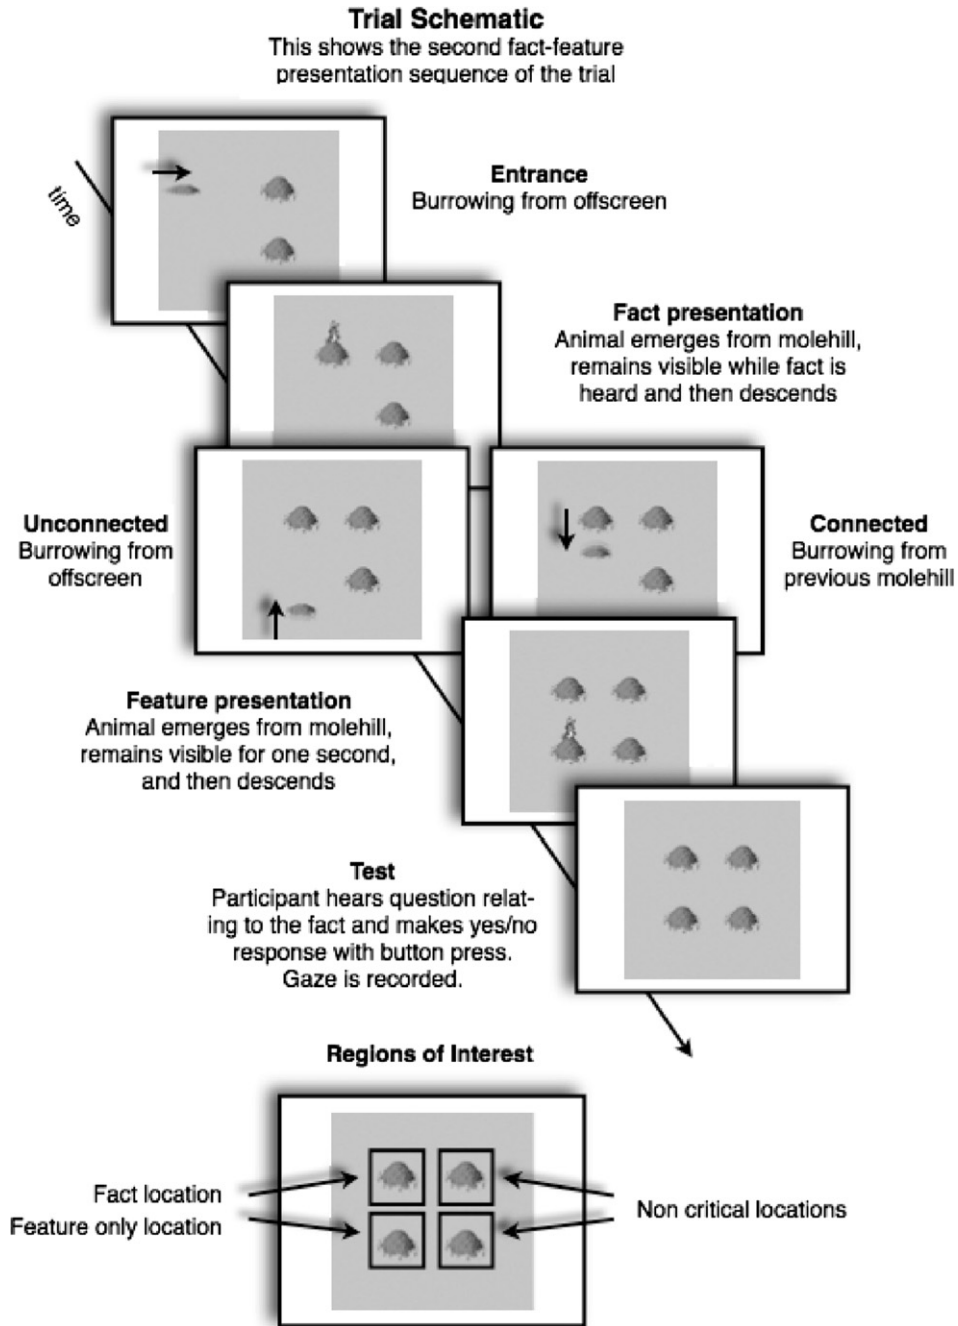 Trial Schematic
This shows the second fact-feature
presentation sequence of the trial
time
Entrance
Burrowing from offscreen
Fact presentation
Animal emerges from molehill,
remains visible while fact is
heard and then descends
Unconnected
Burrowing from
offscreen
Connected
Burrowing from
previous molehill
Feature presentation
Animal emerges from molehill,
remains visible for one second,
and then descends
Test
Participant hears question relat-
ing to the fact and makes yes/no
response with button press.
Gaze is recorded.
Regions of Interest
Fact location
Feature only location
Non critical locations